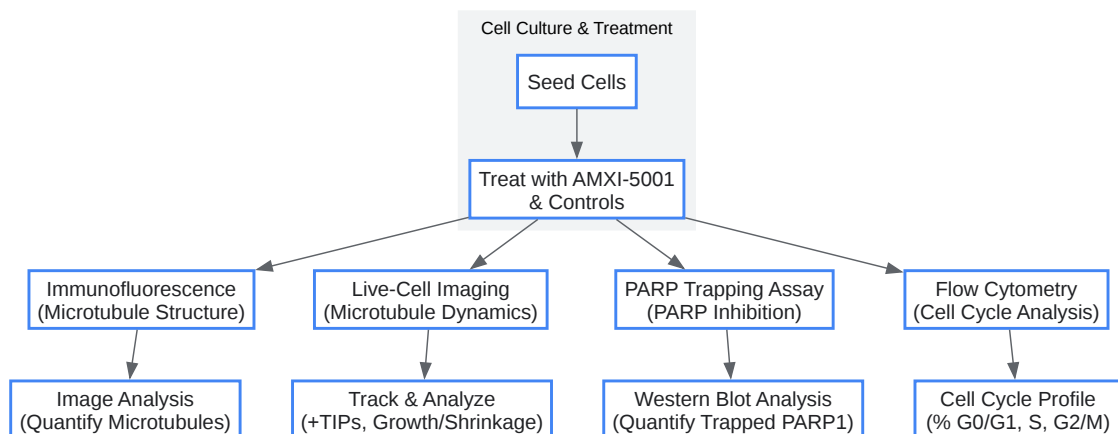 Cell Culture & Treatment
Seed Cells
Treat with AMXI-5001
& Controls
Immunofluorescence
(Microtubule Structure)
Live-Cell Imaging
(Microtubule Dynamics)
PARP Trapping Assay
(PARP Inhibition)
Flow Cytometry
(Cell Cycle Analysis)
Image Analysis
(Quantify Microtubules)
Track & Analyze
(+TIPs, Growth/Shrinkage)
Western Blot Analysis
(Quantify Trapped PARP1)
Cell Cycle Profile
(% G0/G1, S, G2/M)